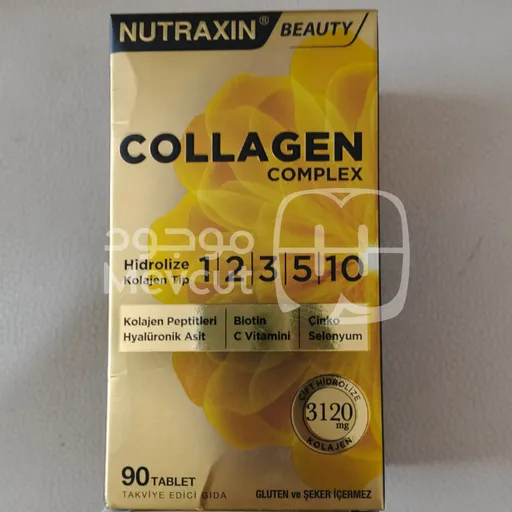 NUTRAXIN® BEAUTY
COLLAGEN
COMPLEX
Hidrolize
Kolajen Tip
1|2|3|5|10
موجود
Mevcut
Kolajen Peptitleri
Hyalüronik Asit
Biotin
C Vitamini
Çinko
Selenyum
ÇİFT HİDROLİZE
3120
mg
KOLAJEN
90 TABLET
TAKVİYE EDİCİ GIDA
GLUTEN ve ŞEKER İÇERMEZ